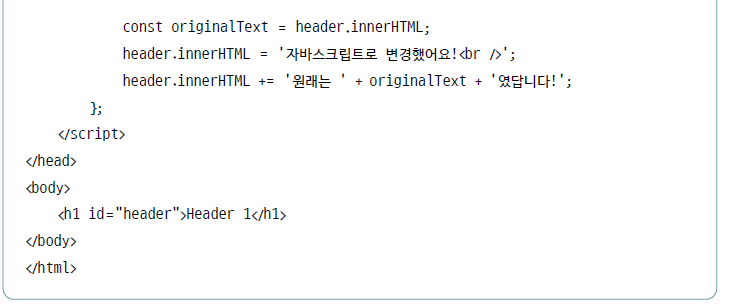 const originalText = header.innerHTML;
header.innerHTML = '자바스크립트로 변경했어요!<br />';
header.innerHTML += '원래는 ' + originalText + '였답니다!';
};
</script>
</head>
<body>
<h1 id="header">Header 1</h1>
</body>
</html>